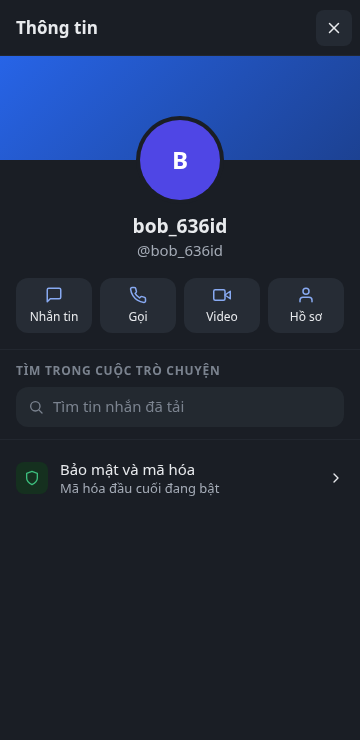 Thông tin
B
bob_636id
@bob_636id
Nhắn tin
Gọi
Video
Hồ sơ
TÌM TRONG CUỘC TRÒ CHUYỆN
Tìm tin nhắn đã tải
Bảo mật và mã hóa
Mã hóa đầu cuối đang bật